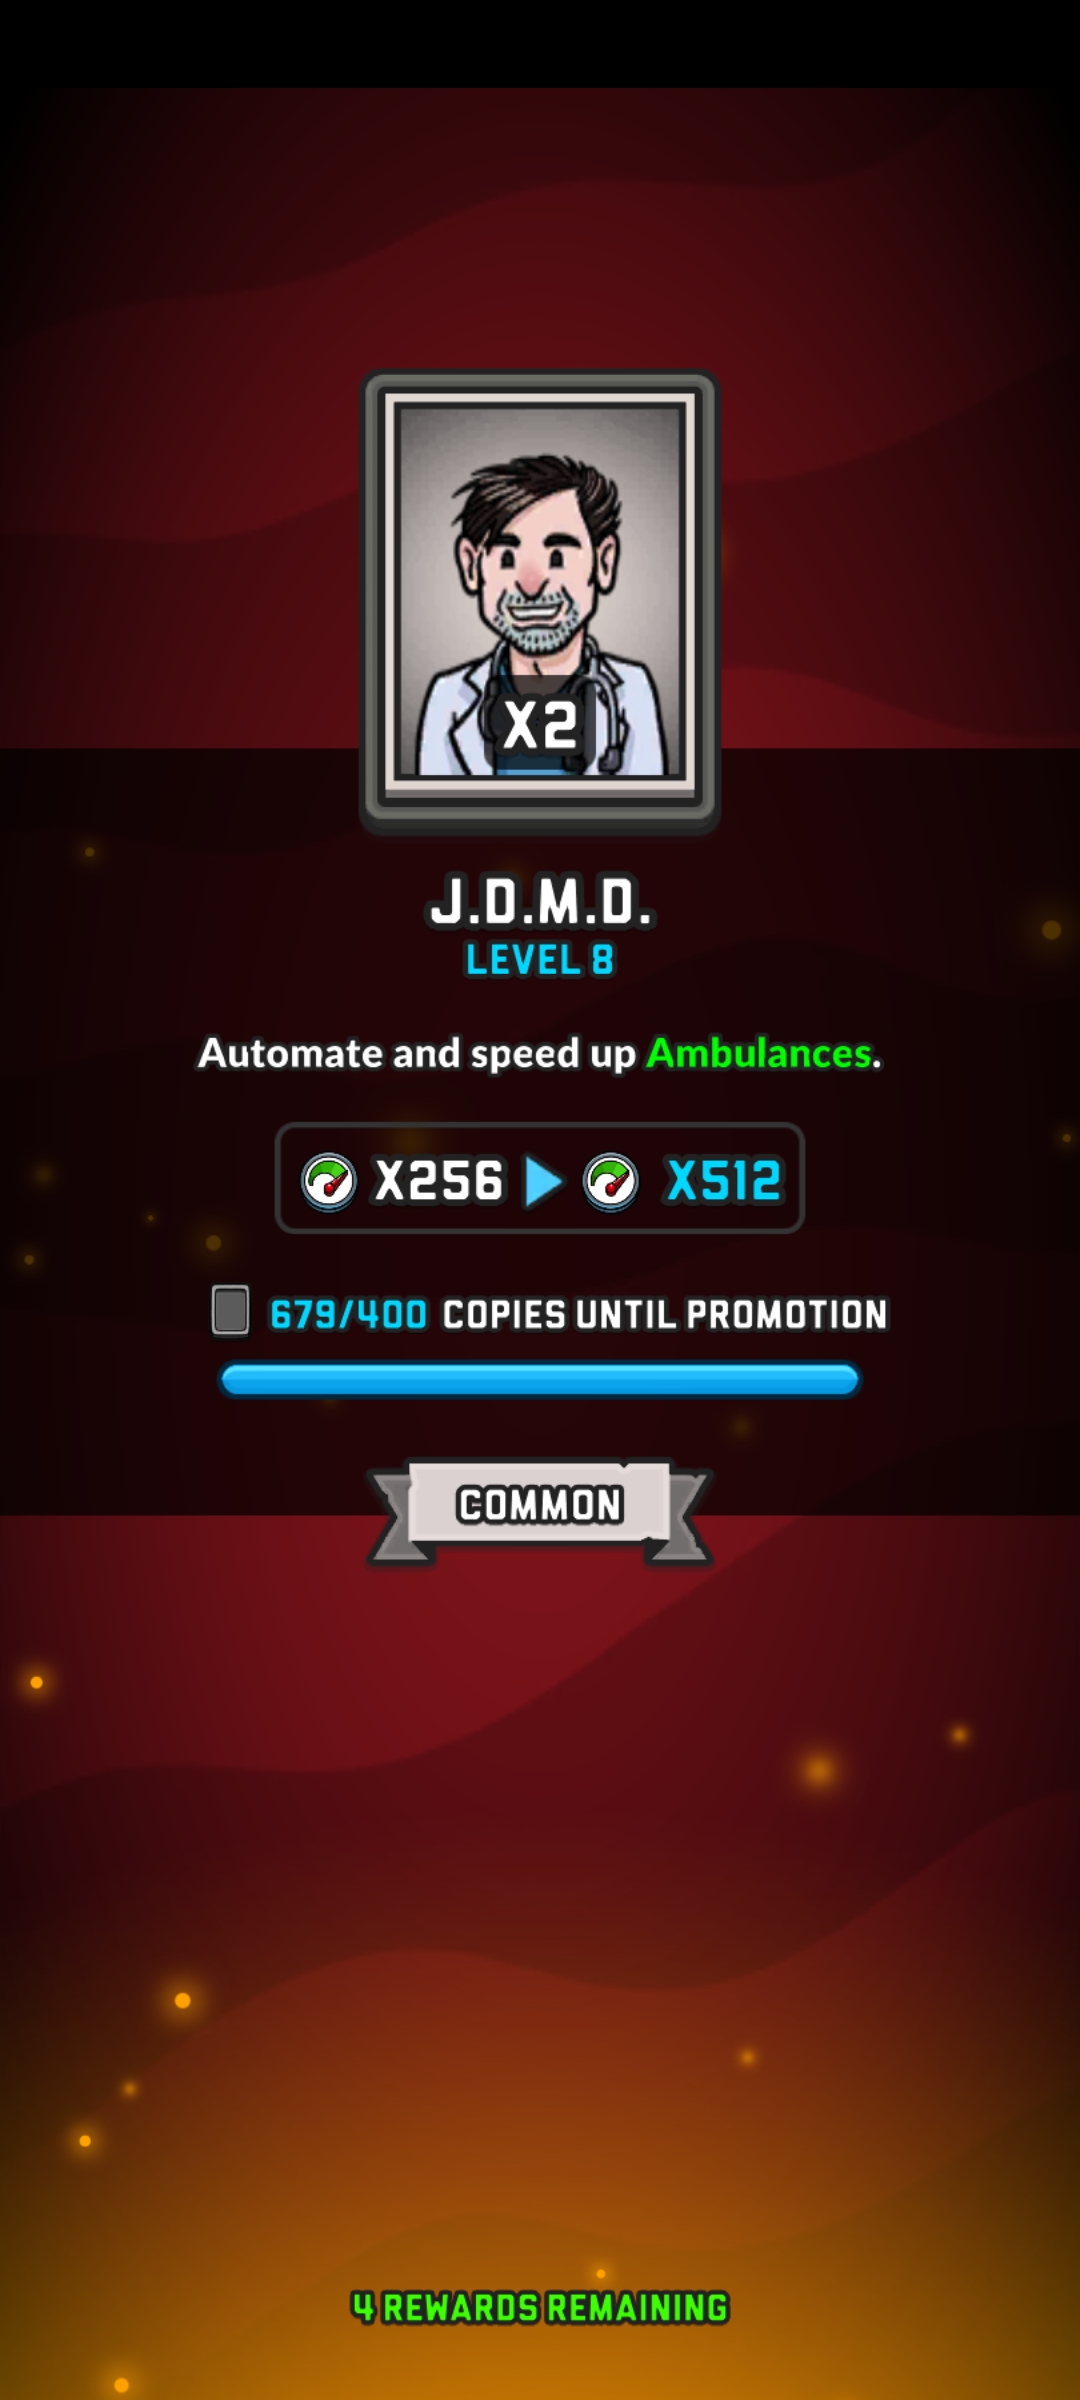 X2
J.D.M.D.
LEVEL 8
Automate and speed up Ambulances.
X256 X512
679/400 COPIES UNTIL PROMOTION
COMMON
4 REWARDS REMAINING